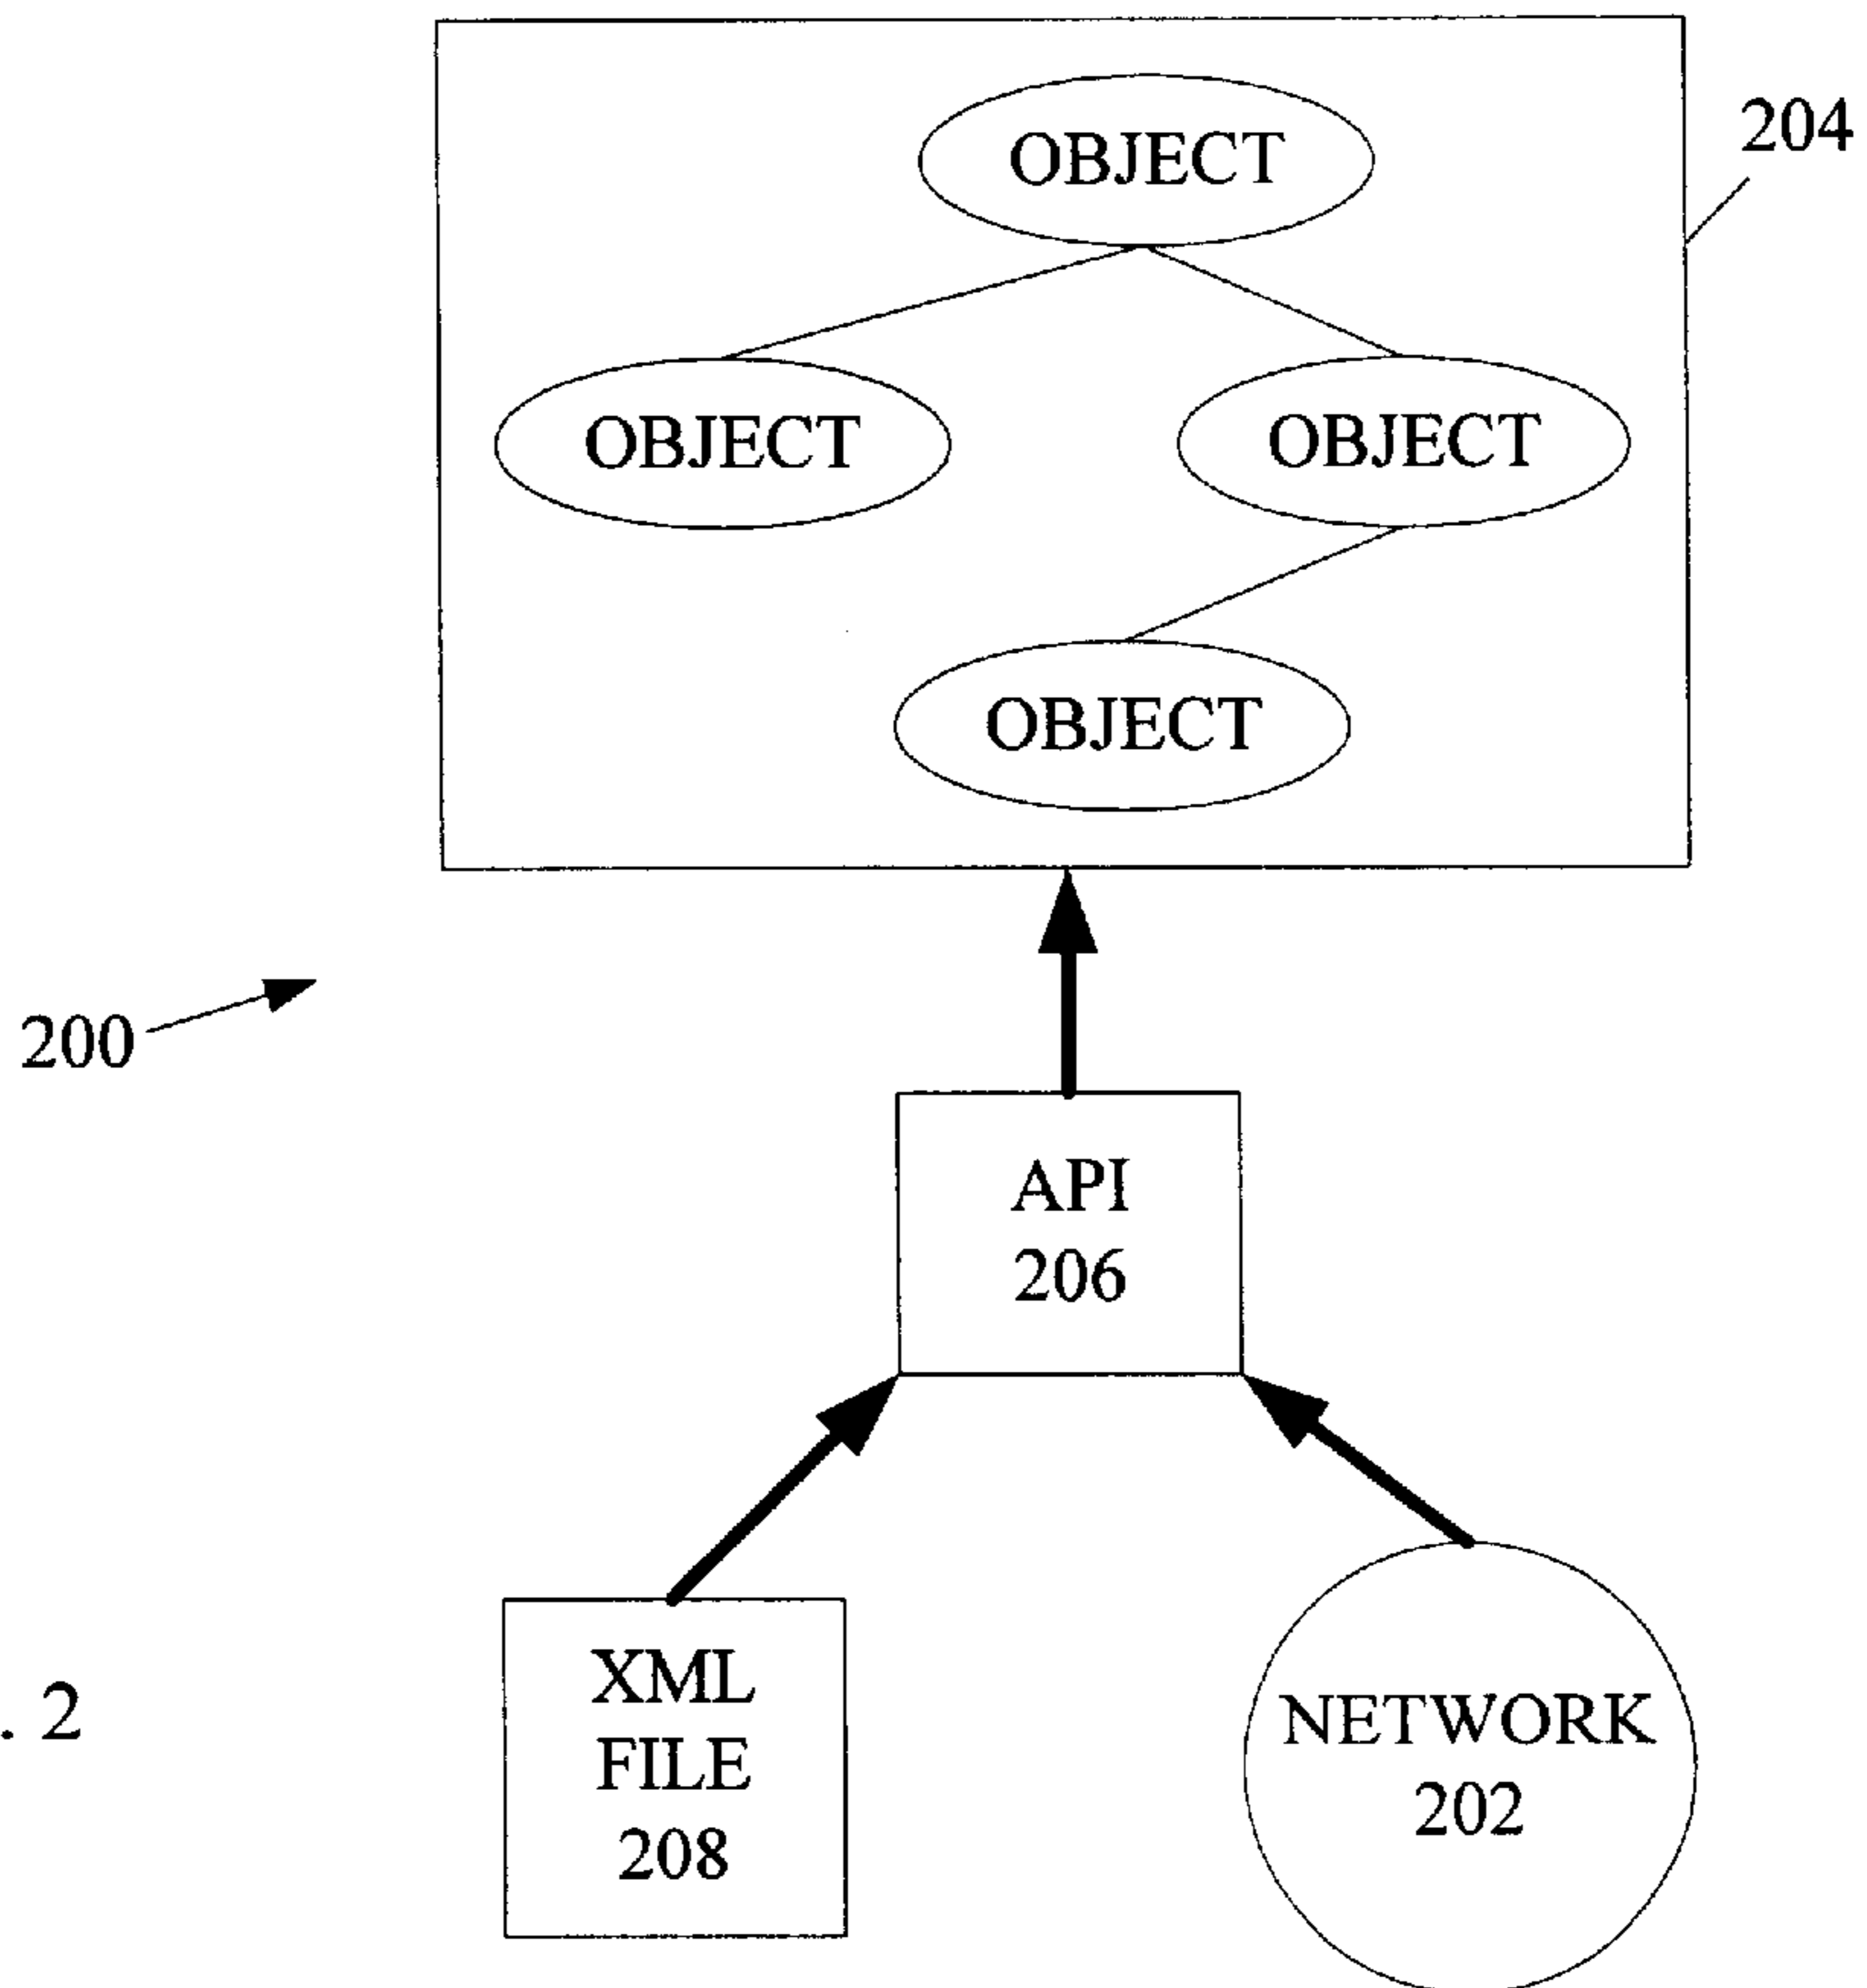 204
OBJECT
OBJECT
OBJECT
OBJECT
200
API
206
XML
FILE
208
NETWORK
202
. 2